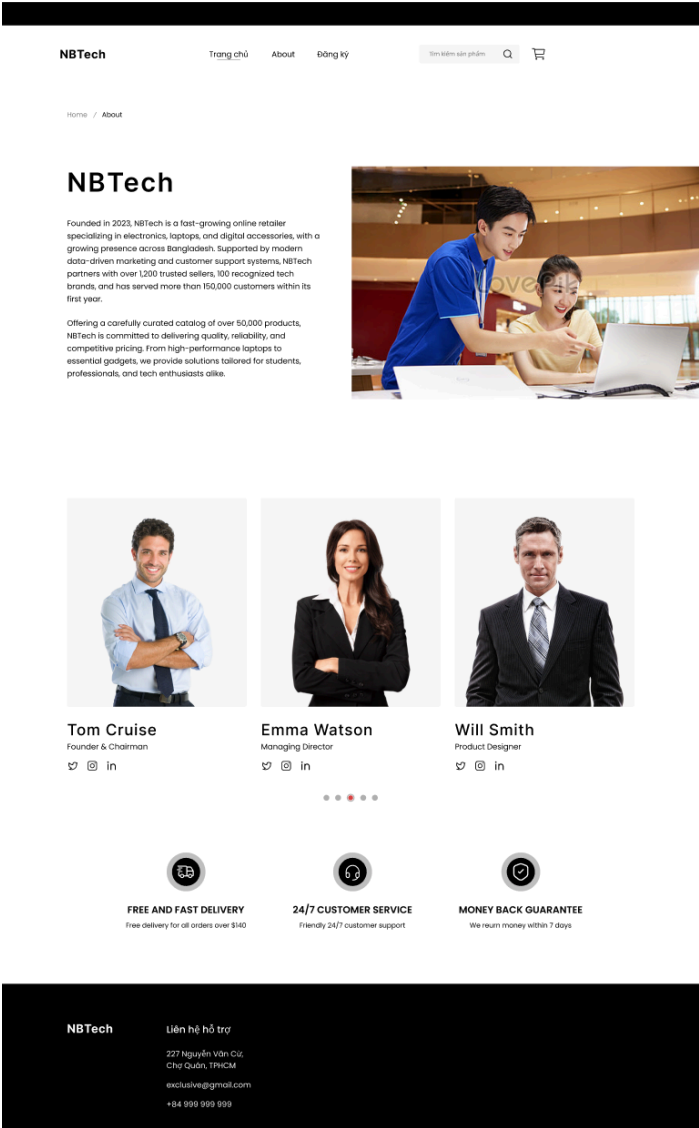 NBTech
Trang chủ
About
Đăng ký
Tìm kiếm sản phẩm
Home / About
NBTech
Founded in 2023, NBTech is a fast-growing online retailer
specializing in electronics, laptops, and digital accessories, with a
growing presence across Bangladesh. Supported by modern
data-driven marketing and customer support systems, NBTech
partners with over 1,200 trusted sellers, 100 recognized tech
brands, and has served more than 150,000 customers within its
first year.
Offering a carefully curated catalog of over 50,000 products,
NBTech is committed to delivering quality, reliability, and
competitive pricing. From high-performance laptops to
essential gadgets, we provide solutions tailored for students,
professionals, and tech enthusiasts alike.
Tom Cruise
Founder & Chairman
in
Emma Watson
Managing Director
in
Will Smith
Product Designer
in
FREE AND FAST DELIVERY
Free delivery for all orders over $140
24/7 CUSTOMER SERVICE
Friendly 24/7 customer support
MONEY BACK GUARANTEE
We reurn money within 7 days
NBTech
Liên hệ hỗ trợ
227 Nguyễn Văn Cừ,
Chợ Quán, TPHCM
exclusive@gmail.com
+84 999 999 999